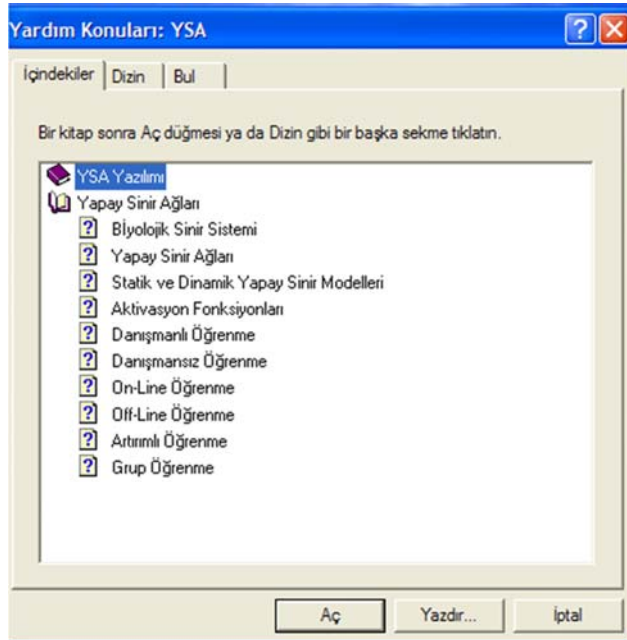 Yardım Konuları: YSA
İçindekiler Dizin Bul
Bir kitap sonra Aç düğmesi ya da Dizin gibi bir başka sekme tıklatın.
YSA Yazılımı
Yapay Sinir Ağları
Bİyolojik Sinir Sistemi
Yapay Sinir Ağları
Statik ve Dinamik Yapay Sinir Modelleri
Aktivasyon Fonksiyonları
Danışmanlı Öğrenme
Danışmansız Öğrenme
On-Line Öğrenme
Off-Line Öğrenme
Artırımlı Öğrenme
Grup Öğrenme
Aç Yazdır... İptal